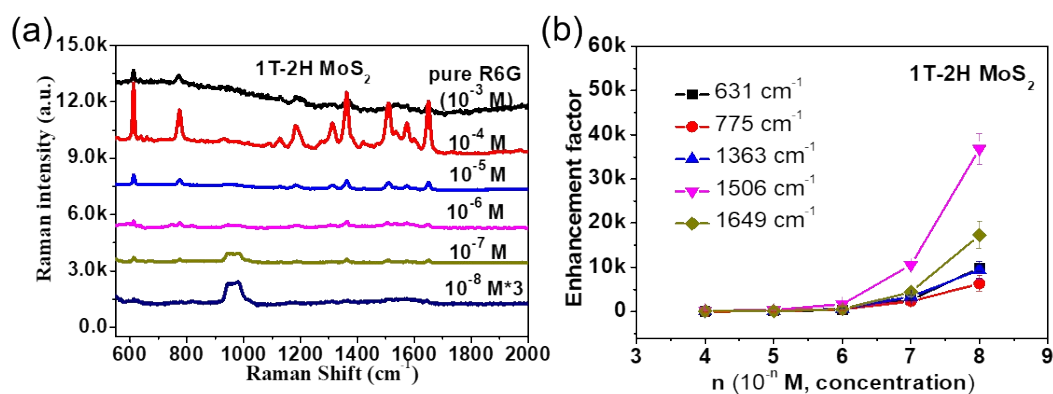 (a)
15.0k
12.0k
9.0k
6.0k
3.0k
0.0
Raman intensity (a.u.)
1T-2H MoS₂
pure R6G
(10⁻³ M)
10⁻⁴ M
10⁻⁵ M
10⁻⁶ M
10⁻⁷ M
10⁻⁸ M*3
600 800 1000 1200 1400 1600 1800 2000
Raman Shift (cm⁻¹)
(b)
60k
50k
40k
30k
20k
10k
0
Enhancement factor
1T-2H MoS₂
631 cm⁻¹
775 cm⁻¹
1363 cm⁻¹
1506 cm⁻¹
1649 cm⁻¹
3 4 5 6 7 8 9
n (10⁻ⁿ M, concentration)